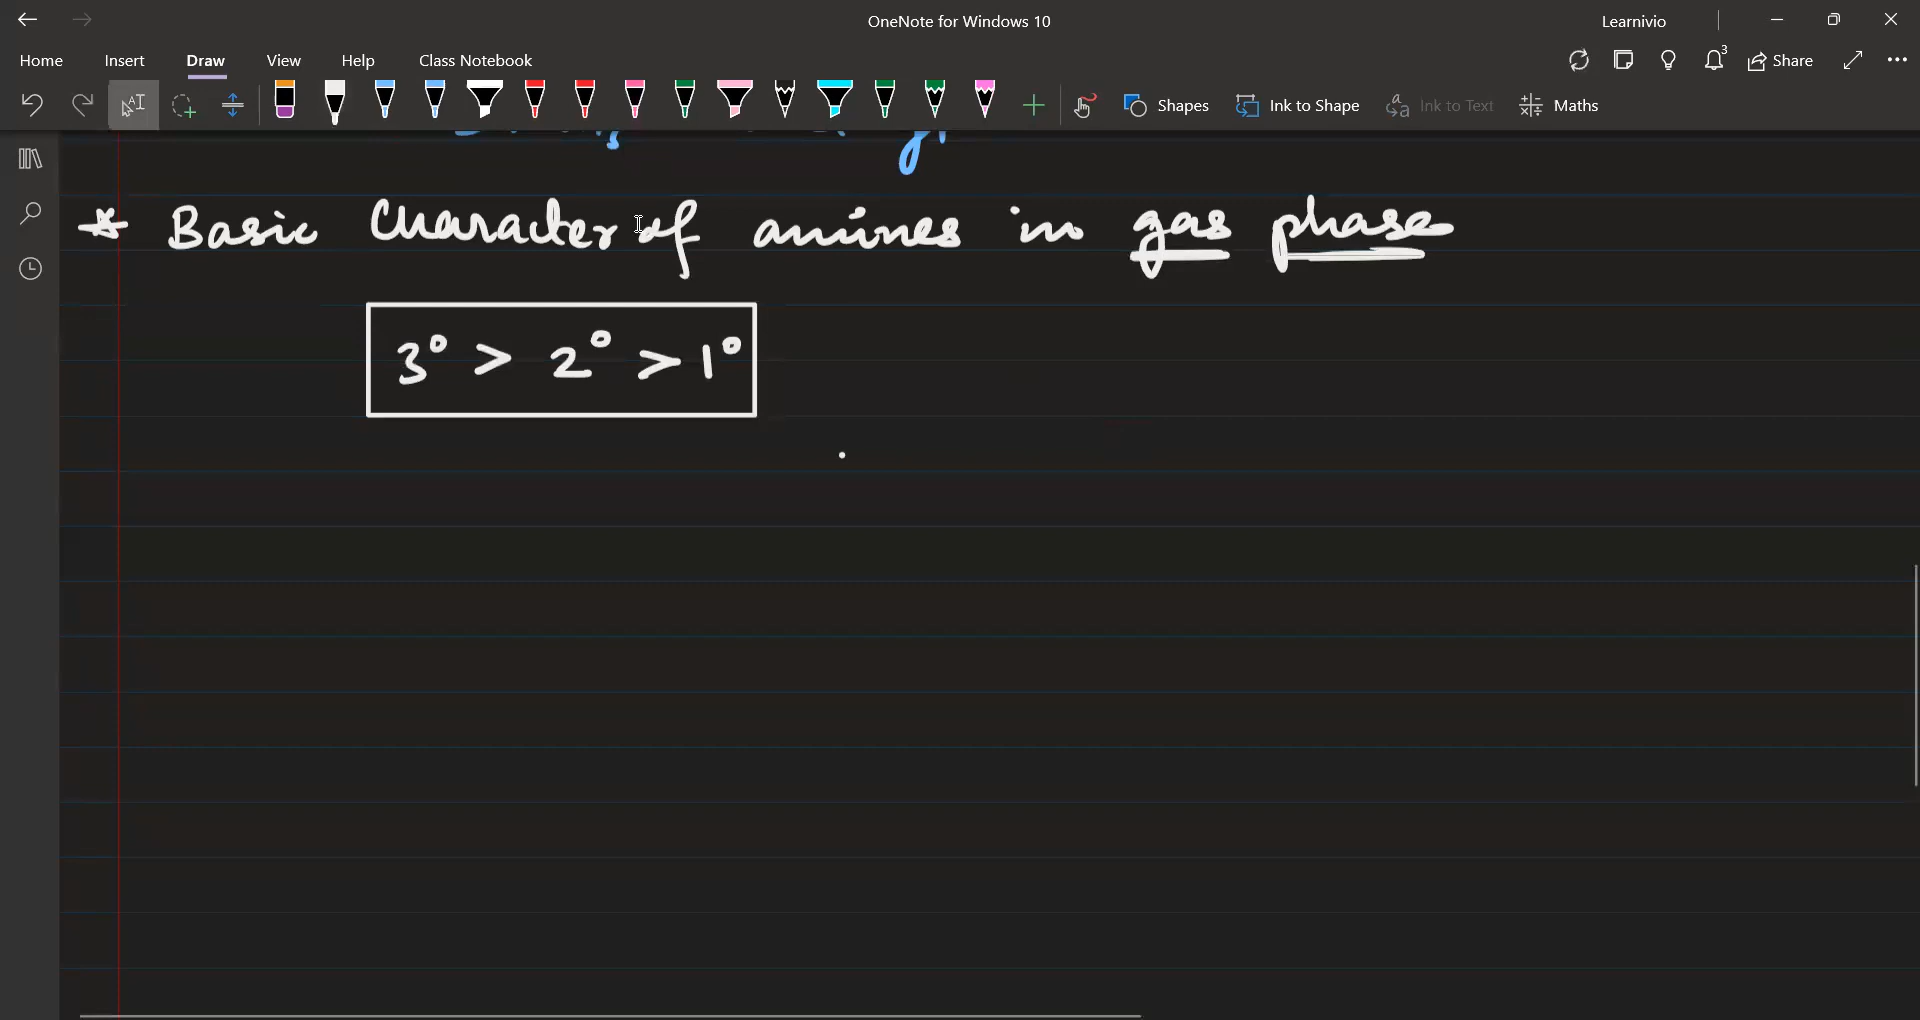 OneNote for Windows 10
Learnivio
Home Insert Draw View Help Class Notebook
3 Share
Shapes Ink to Shape Ink to Text Maths
* Basic Character of amines in gas phase
3° > 2° > 1°